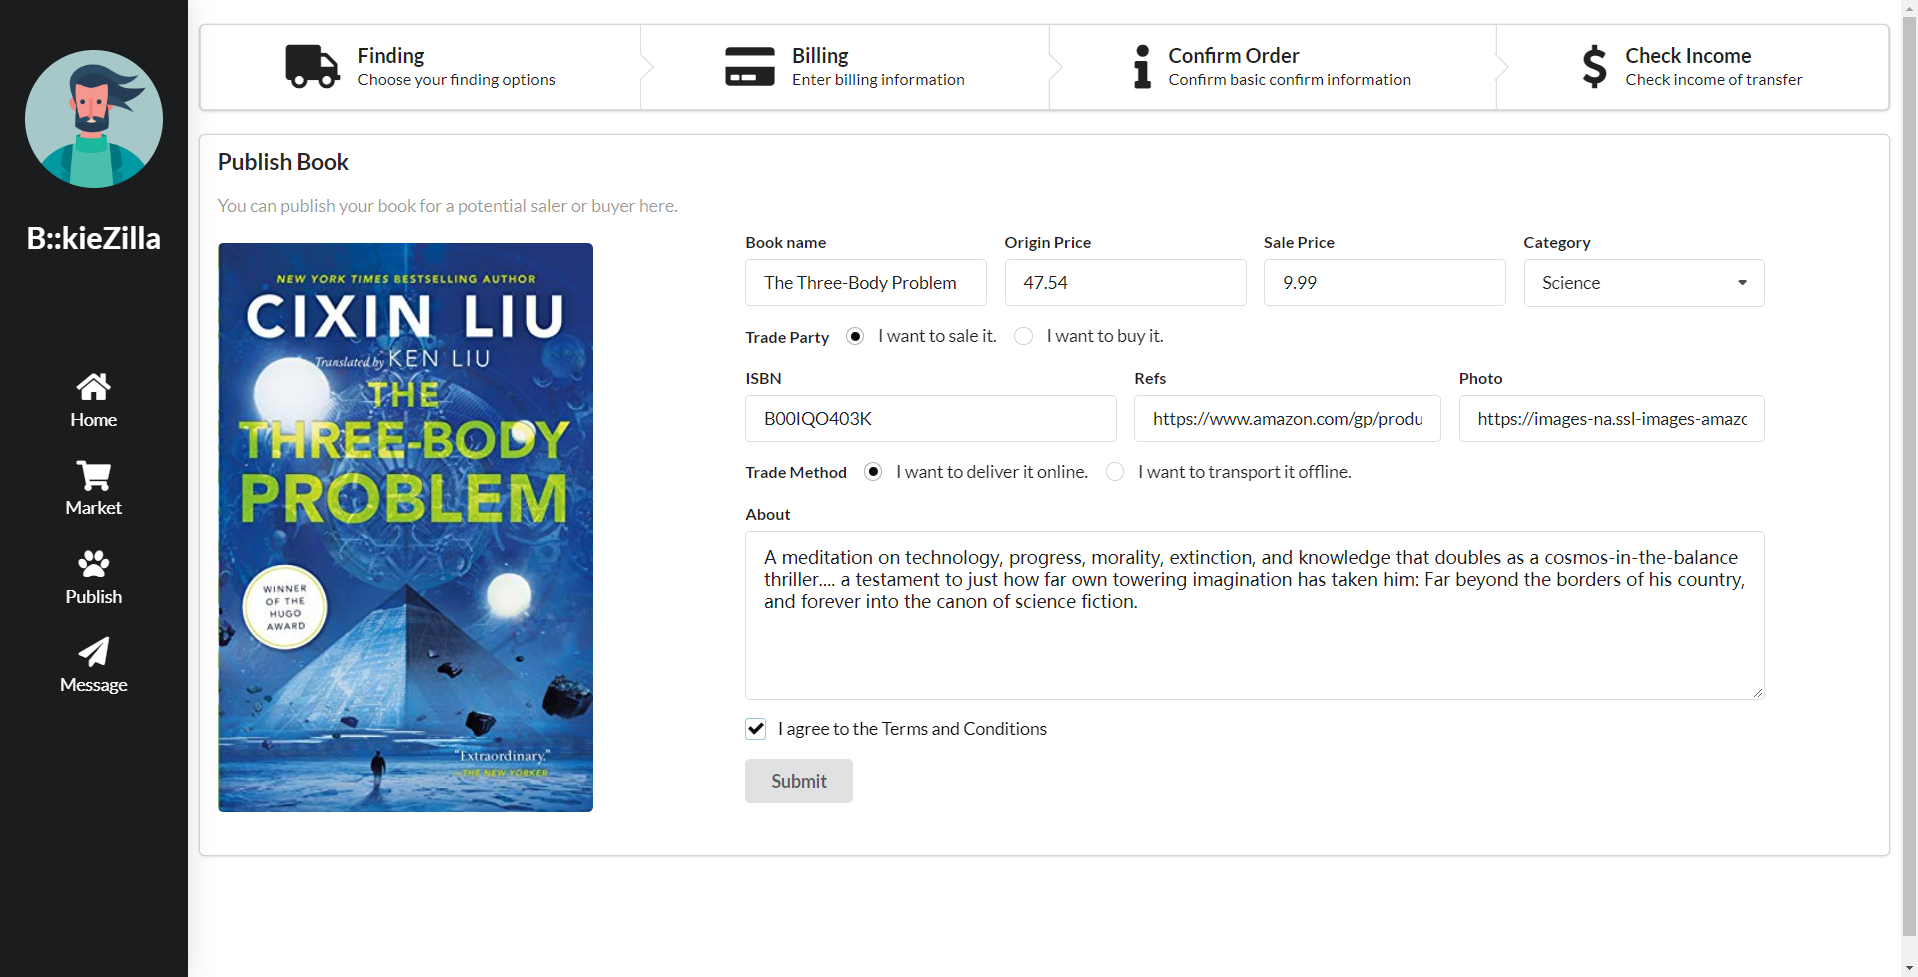 B::kieZilla
Home
Market
Publish
Message
Finding
Choose your finding options
Billing
Enter billing information
Confirm Order
Confirm basic confirm information
Check Income
Check income of transfer
Publish Book
You can publish your book for a potential saler or buyer here.
NEW YORK TIMES BESTSELLING AUTHOR
CIXIN LIU
Translated by KEN LIU
THE
THREE-BODY
PROBLEM
WINNER
OF THE
HUGO
AWARD
“Extraordinary.”
—THE NEW YORKER
Book name
Origin Price
Sale Price
Category
The Three-Body Problem
47.54
9.99
Science
Trade Party
I want to sale it.
I want to buy it.
ISBN
Refs
Photo
B00IQO403K
https://www.amazon.com/gp/produ
https://images-na.ssl-images-amazc
Trade Method
I want to deliver it online.
I want to transport it offline.
About
A meditation on technology, progress, morality, extinction, and knowledge that doubles as a cosmos-in-the-balance
thriller.... a testament to just how far own towering imagination has taken him: Far beyond the borders of his country,
and forever into the canon of science fiction.
I agree to the Terms and Conditions
Submit